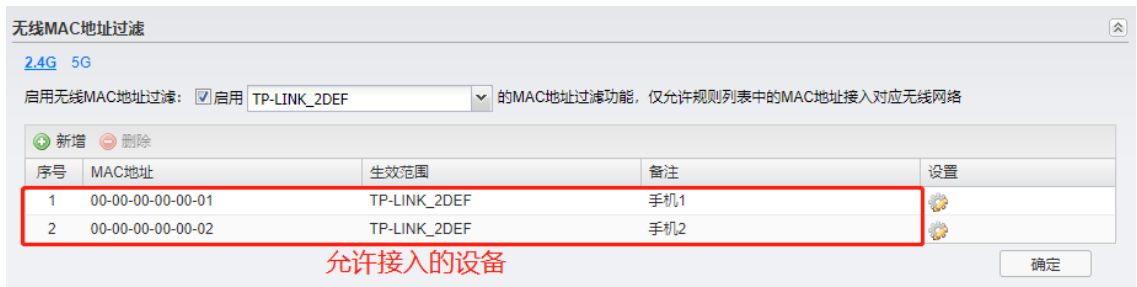 无线MAC地址过滤
2.4G 5G
启用无线MAC地址过滤： 启用 TP-LINK_2DEF 的MAC地址过滤功能，仅允许规则列表中的MAC地址接入对应无线网络
新增 删除
序号 MAC地址 生效范围 备注 设置
1 00-00-00-00-00-01 TP-LINK_2DEF 手机1
2 00-00-00-00-00-02 TP-LINK_2DEF 手机2
允许接入的设备
确定